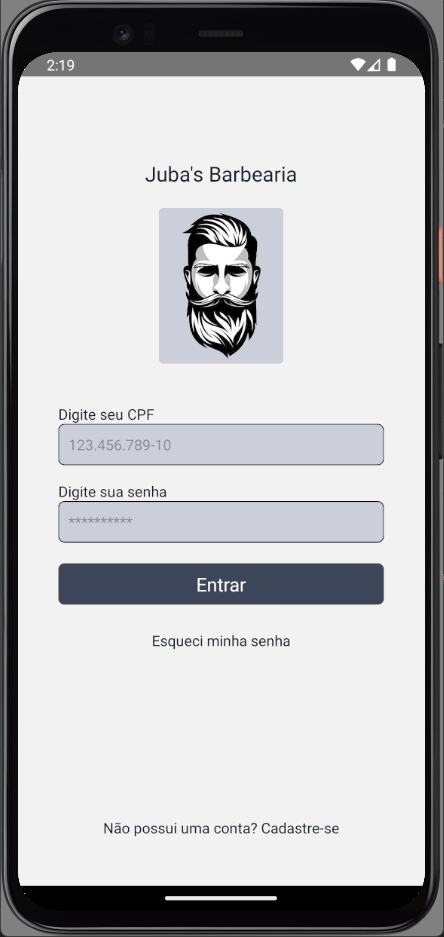 2:19
Juba's Barbearia
Digite seu CPF
123.456.789-10
Digite sua senha
**********
Entrar
Esqueci minha senha
Não possui uma conta? Cadastre-se